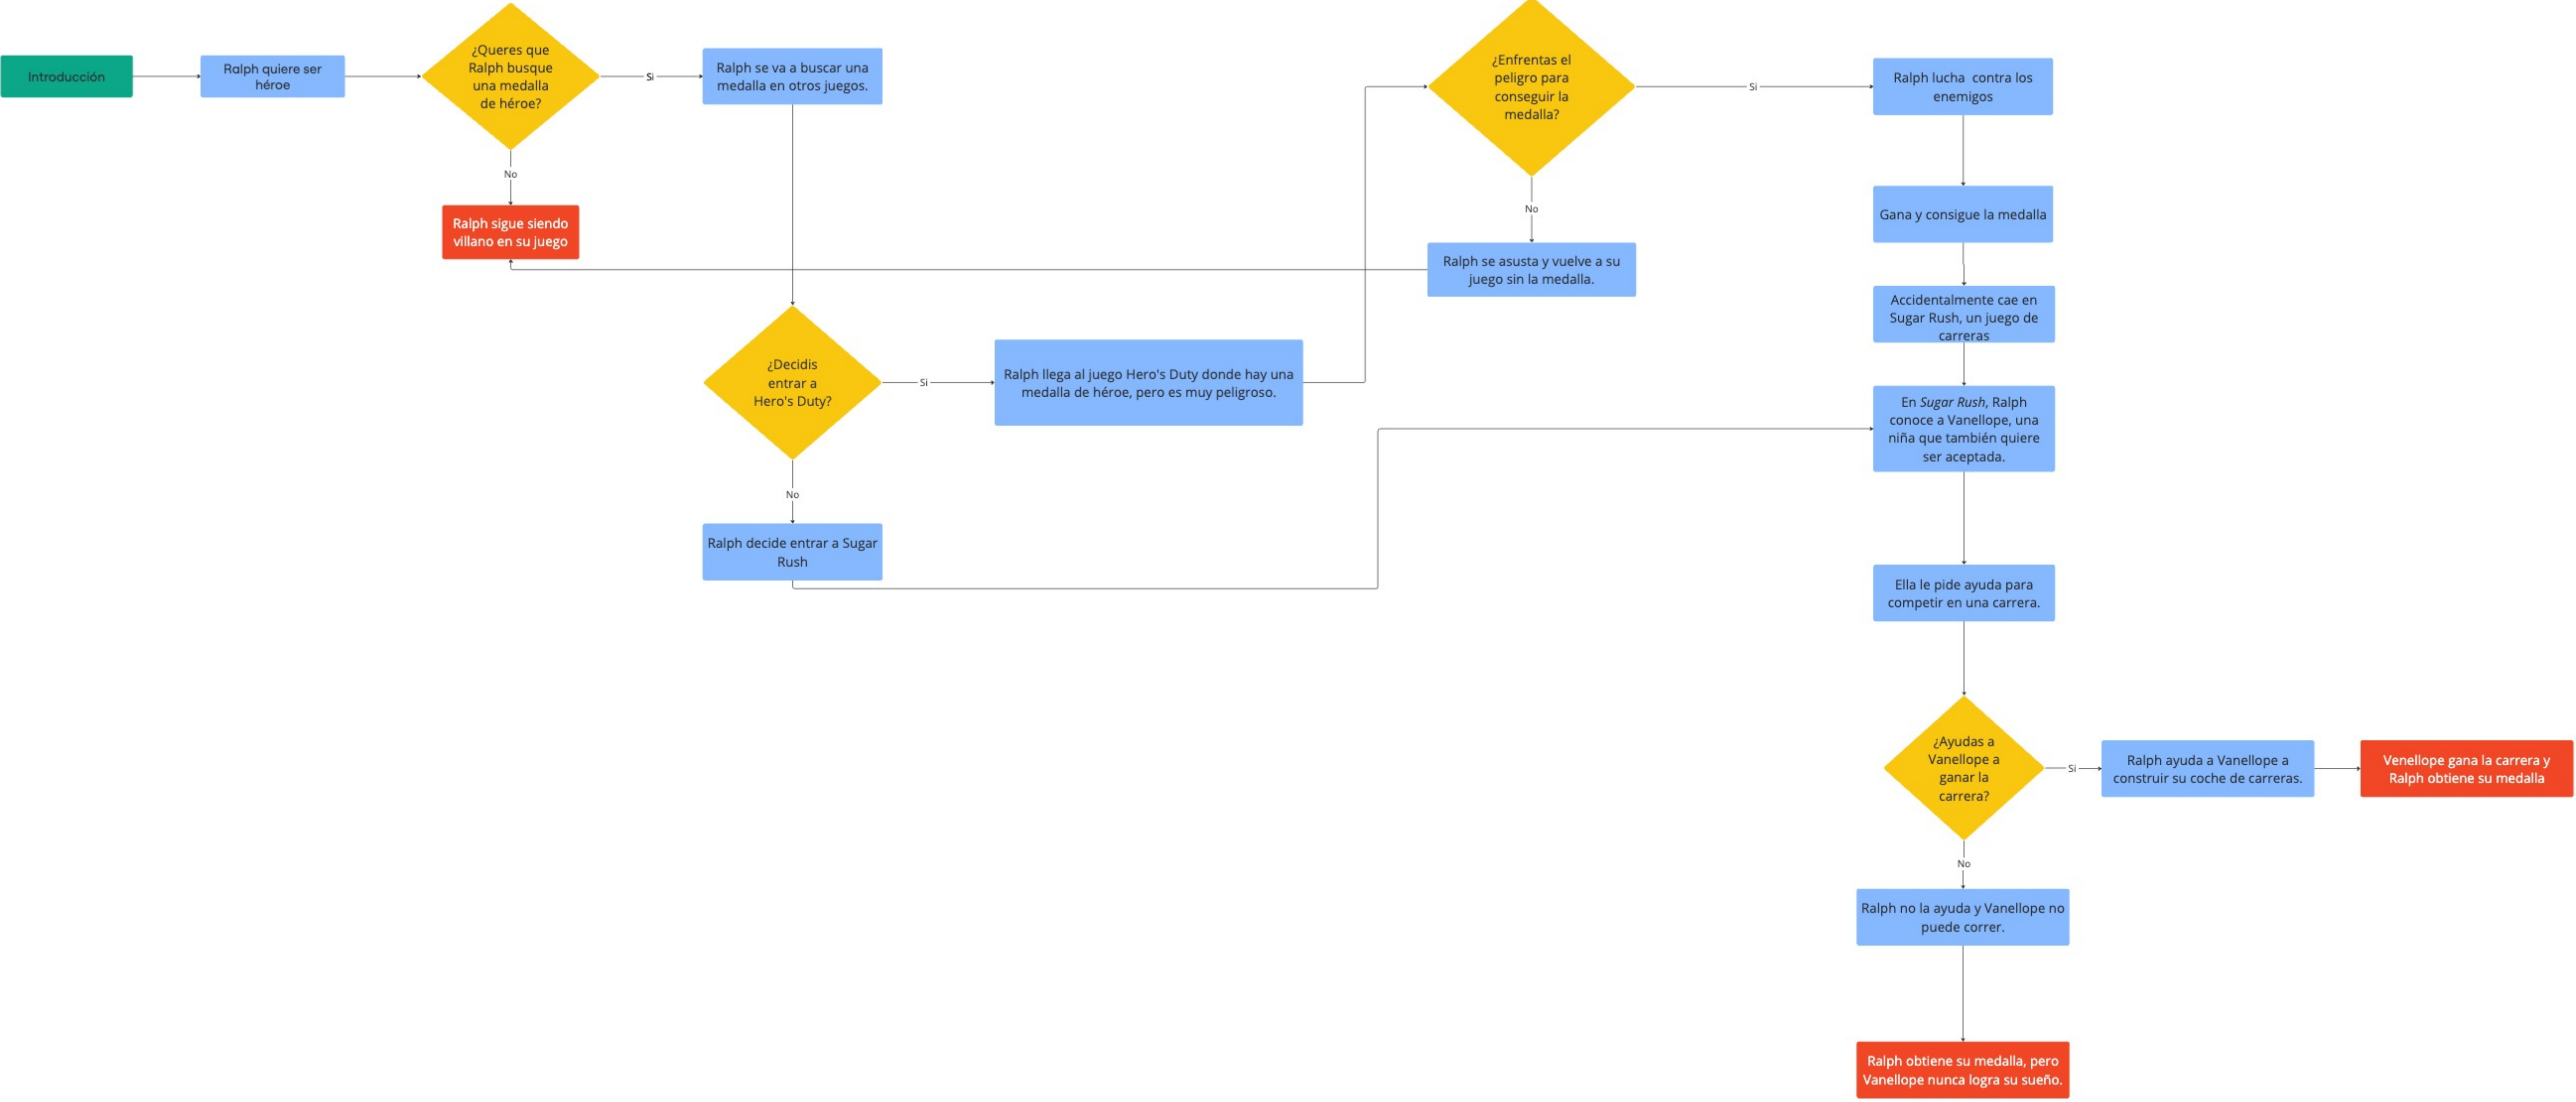 Introducción
Ralph quiere ser
héroe
¿Queres que
Ralph busque
una medalla
de héroe?
Si
Ralph se va a buscar una
medalla en otros juegos.
No
Ralph sigue siendo
villano en su juego
¿Enfrentas el
peligro para
conseguir la
medalla?
Si
Ralph lucha contra los
enemigos
No
Ralph se asusta y vuelve a su
juego sin la medalla.
Gana y consigue la medalla
Accidentalmente cae en
Sugar Rush, un juego de
carreras
¿Decidis
entrar a
Hero's Duty?
Si
Ralph llega al juego Hero's Duty donde hay una
medalla de héroe, pero es muy peligroso.
En Sugar Rush, Ralph
conoce a Vanellope, una
niña que también quiere
ser aceptada.
No
Ralph decide entrar a Sugar
Rush
Ella le pide ayuda para
competir en una carrera.
¿Ayudas a
Vanellope a
ganar la
carrera?
Si
Ralph ayuda a Vanellope a
construir su coche de carreras.
Venellope gana la carrera y
Ralph obtiene su medalla
No
Ralph no la ayuda y Vanellope no
puede correr.
Ralph obtiene su medalla, pero
Vanellope nunca logra su sueño.